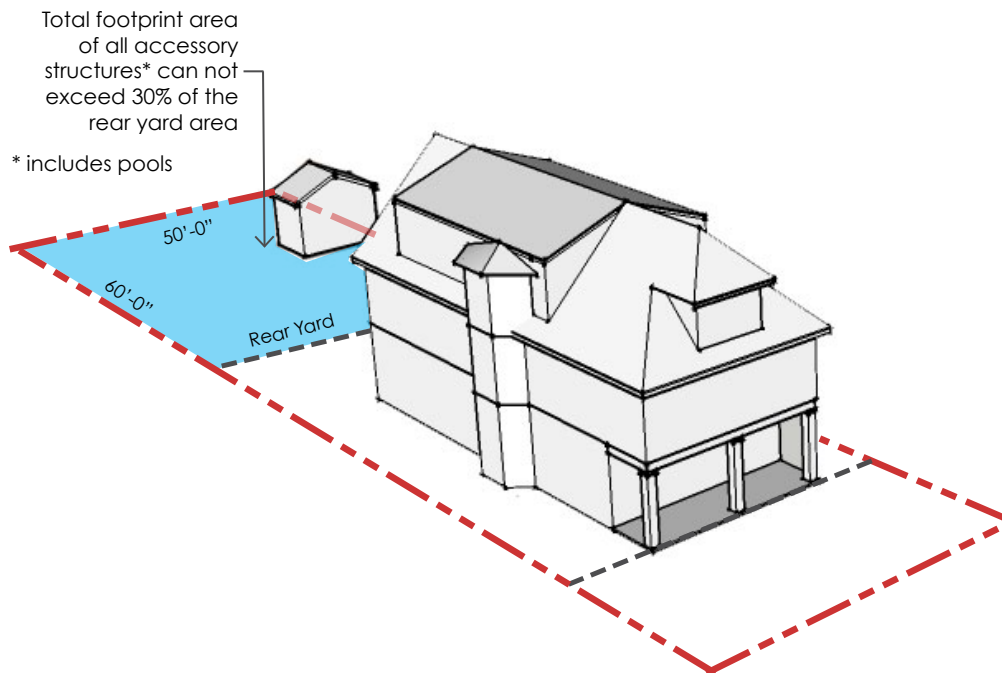 Total footprint area
of all accessory
structures* can not
exceed 30% of the
rear yard area
* includes pools
50'-0”
60'-0”
Rear Yard